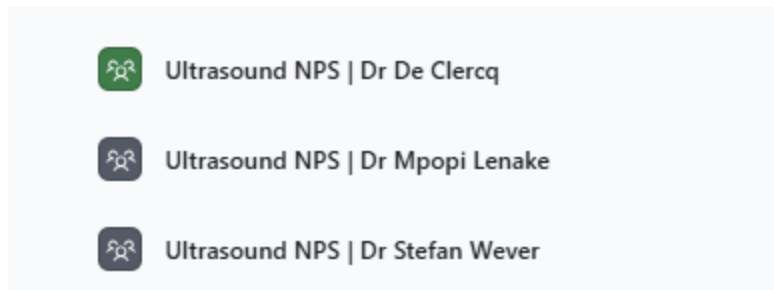 Ultrasound NPS | Dr De Clercq
Ultrasound NPS | Dr Mpopi Lenake
Ultrasound NPS | Dr Stefan Wever